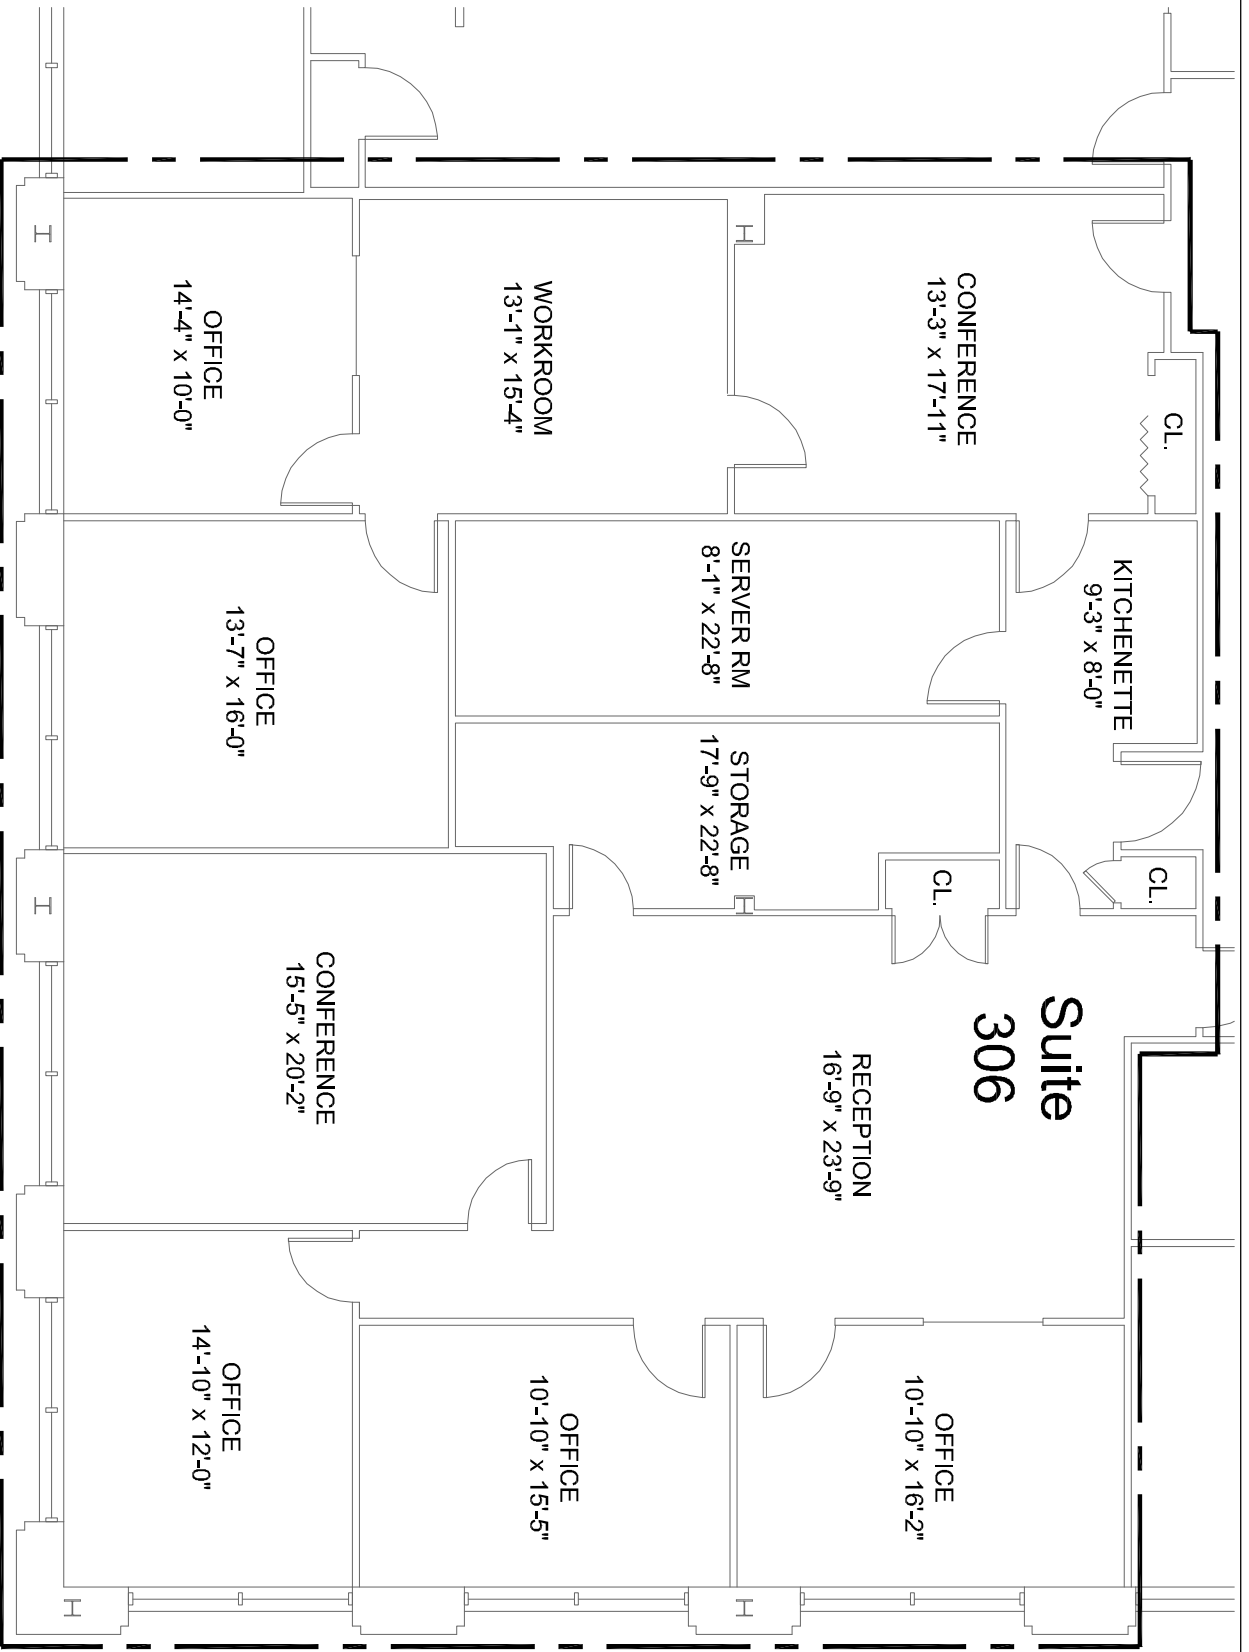 Suite
306
CONFERENCE
13'-3" x 17'-11"
CL.
KITCHENETTE
9'-3" x 8'-0"
CL.
WORKROOM
13'-1" x 15'-4"
SERVER RM
8'-1" x 22'-8"
STORAGE
17'-9" x 22'-8"
CL.
RECEPTION
16'-9" x 23'-9"
OFFICE
10'-10" x 16'-2"
OFFICE
10'-10" x 15'-5"
OFFICE
14'-4" x 10'-0"
OFFICE
13'-7" x 16'-0"
CONFERENCE
15'-5" x 20'-2"
OFFICE
14'-10" x 12'-0"